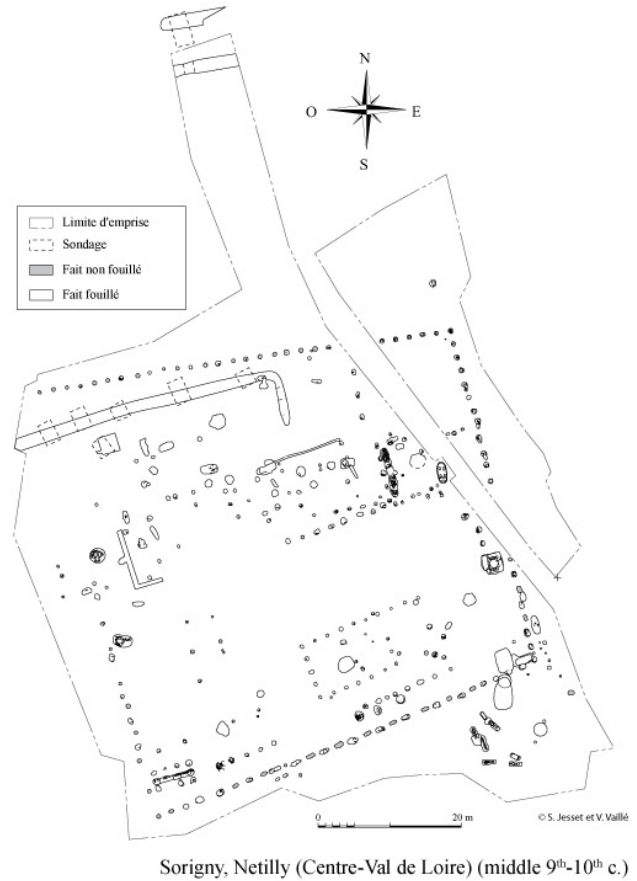 N
O E
S
Limite d'emprise
Sondage
Fait non fouillé
Fait fouillé
0 20 m
© S. Jesset et V. Vaillé
Sorigny, Netilly (Centre-Val de Loire) (middle 9th-10th c.)